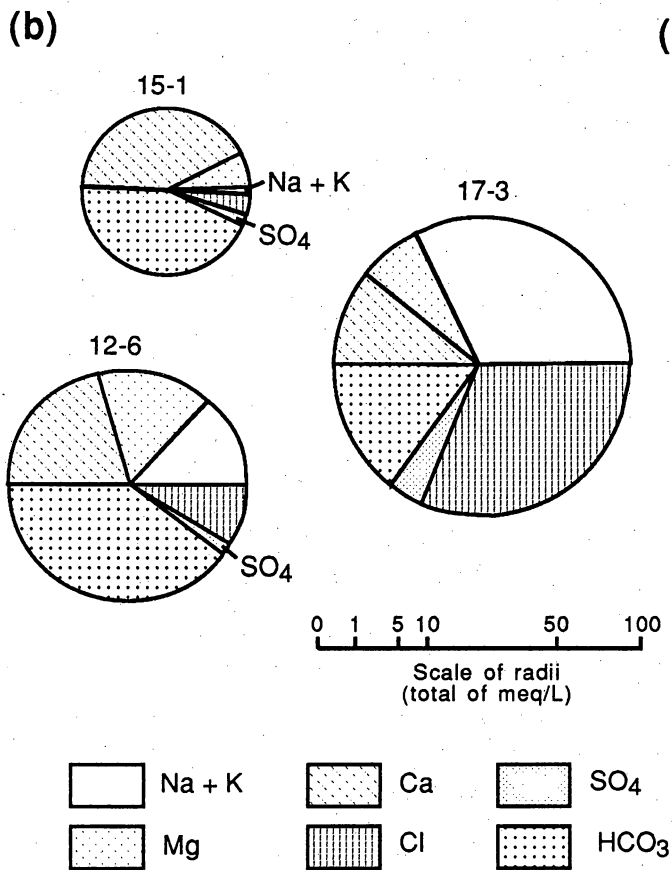 (b)
(
15-1
Na + K
SO₄
17-3
12-6
SO₄
0 1 5 10 50 100
Scale of radii
(total of meq/L)
Na + K
Ca
SO₄
Mg
Cl
HCO₃